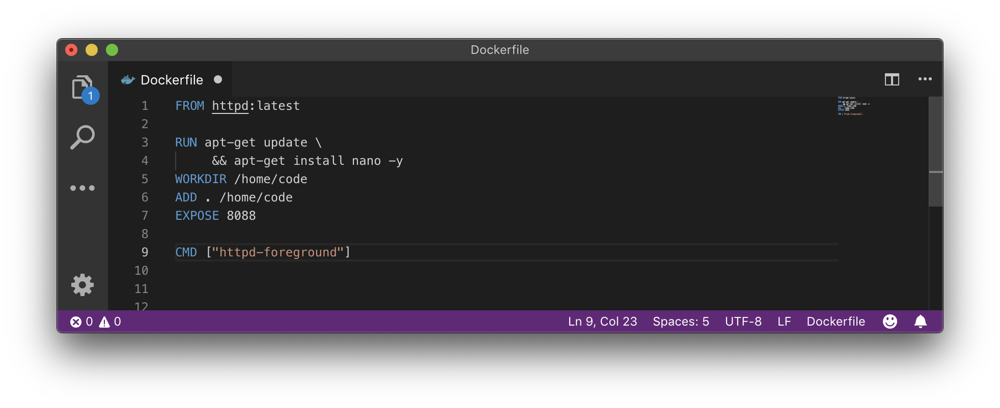 Dockerfile
Dockerfile
1
1 FROM httpd:latest
2
3 RUN apt-get update \
4 && apt-get install nano -y
5 WORKDIR /home/code
6 ADD . /home/code
7 EXPOSE 8088
8
9 CMD ["httpd-foreground"]
10
11
12
0 0 Ln 9, Col 23 Spaces: 5 UTF-8 LF Dockerfile